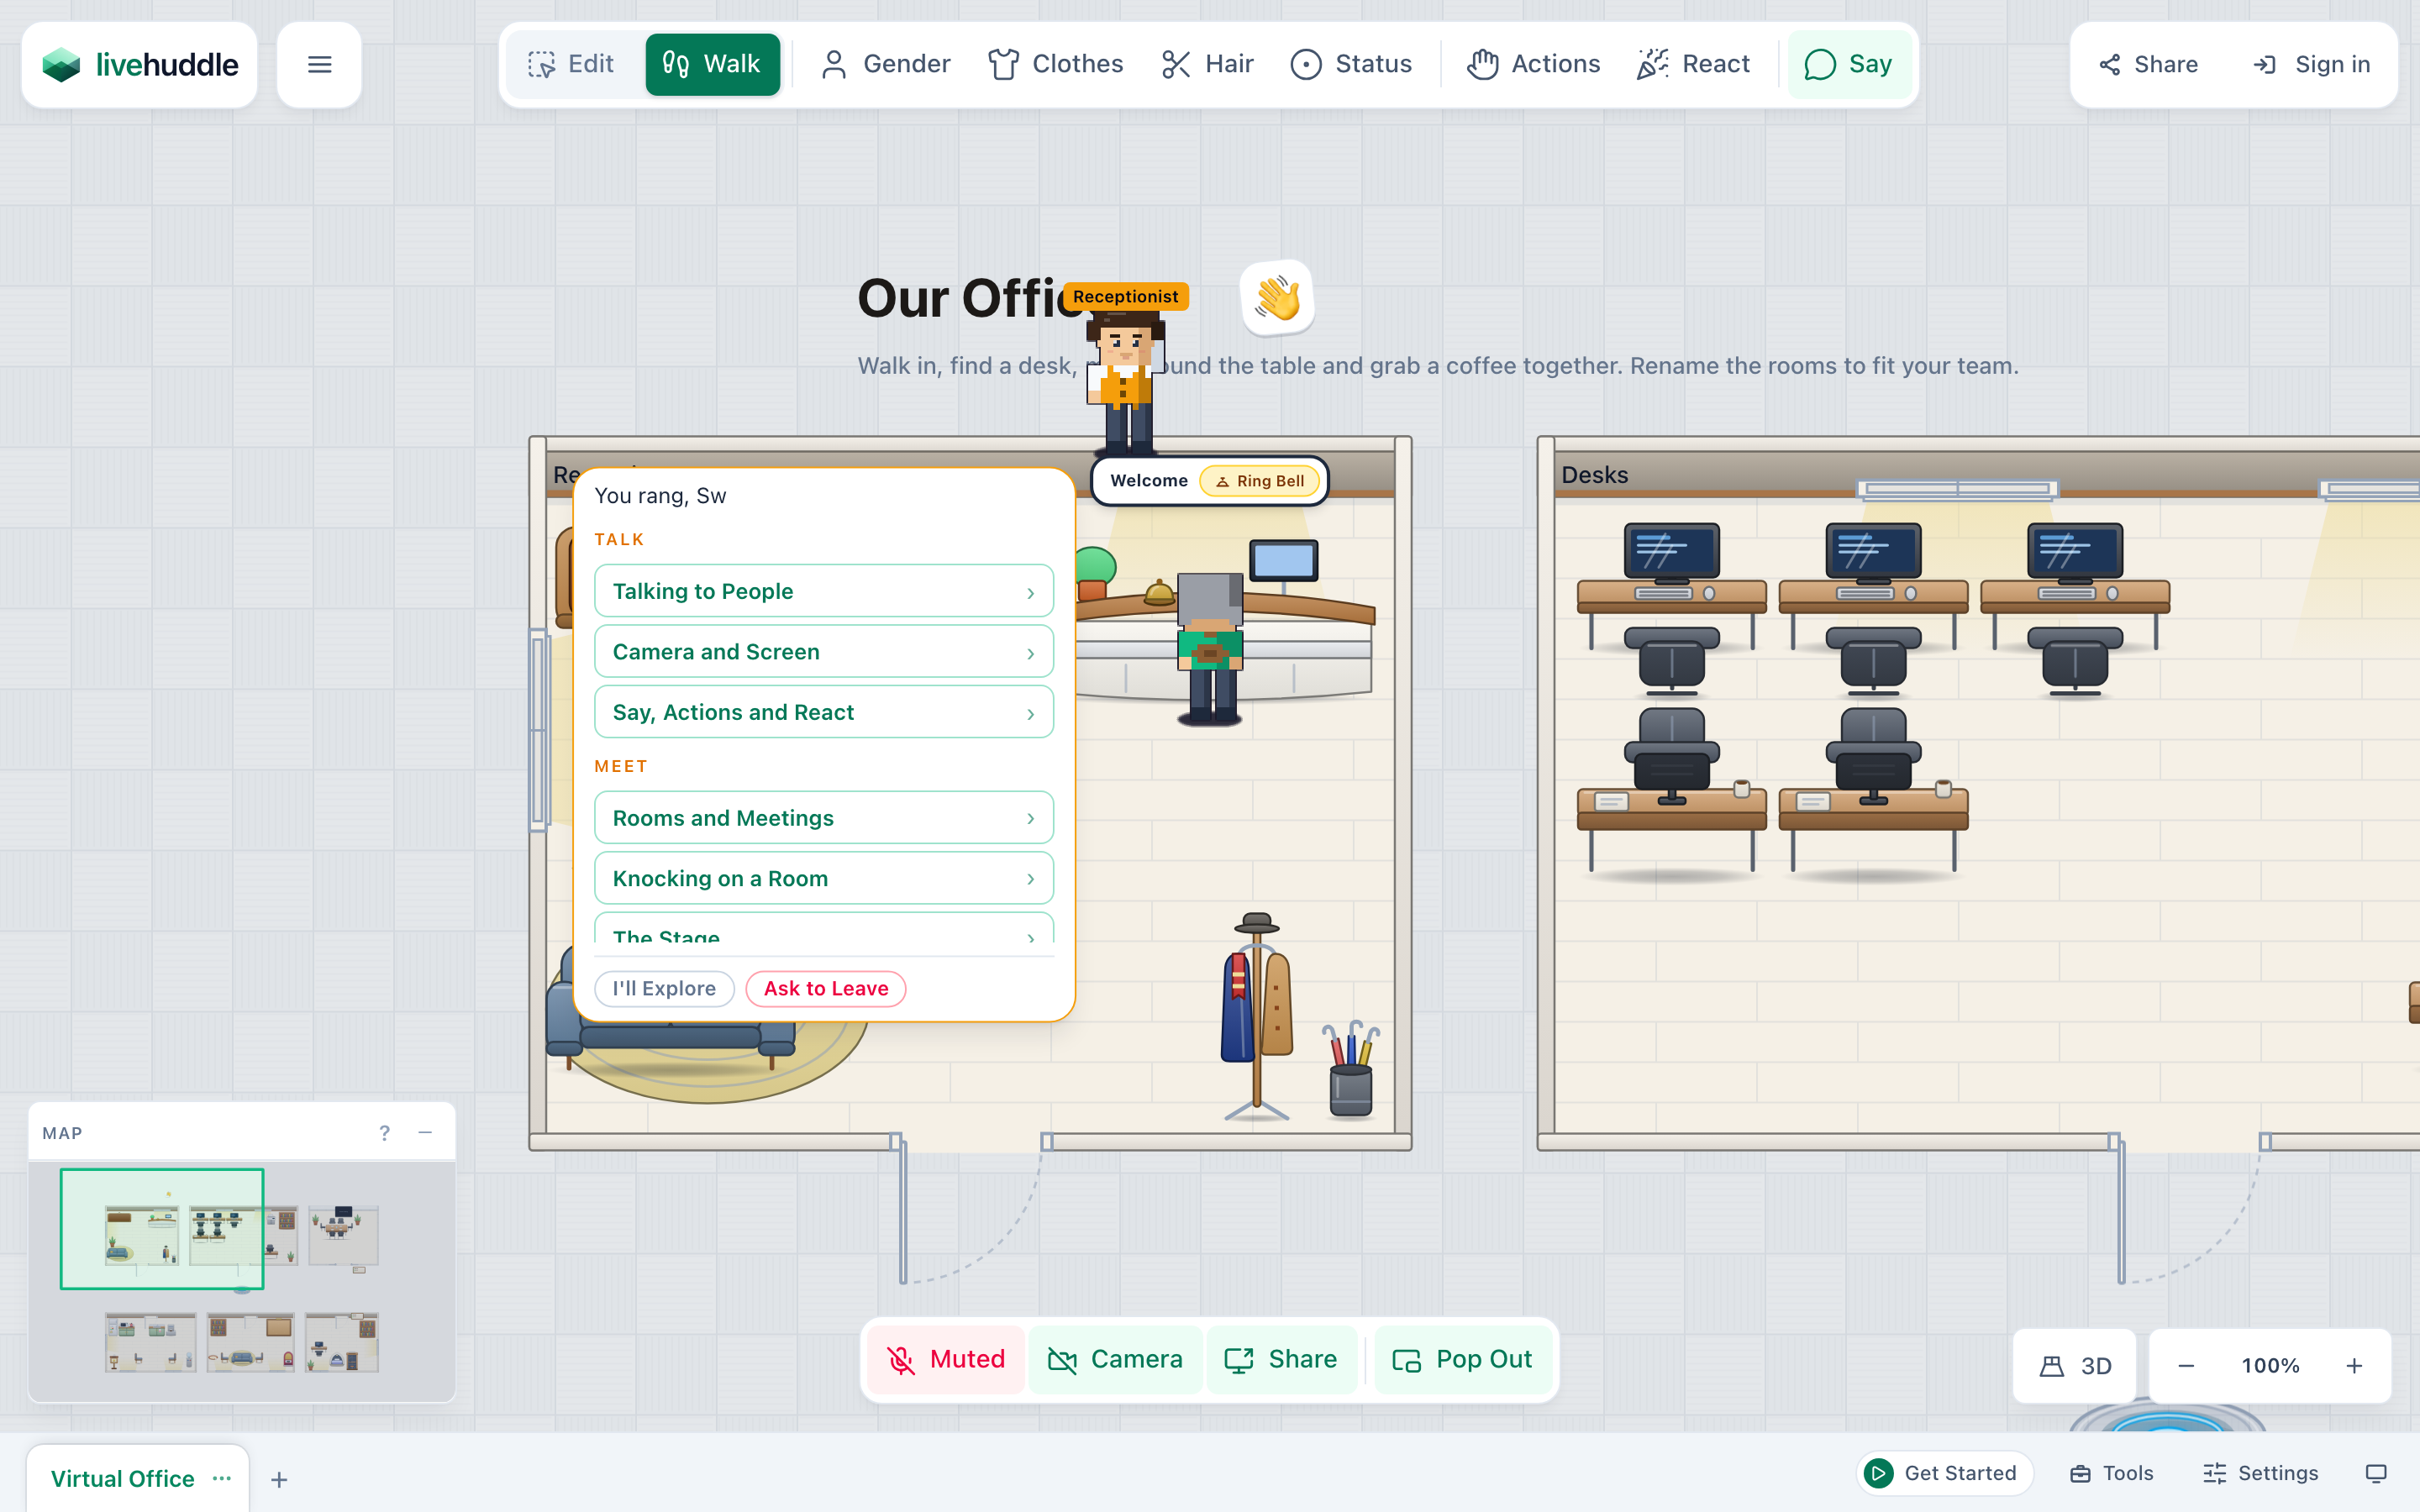 livehuddle
Edit
Walk
Gender
Clothes
Hair
Status
Actions
React
Say
Share
Sign in
Our Offic
Receptionist
Walk in, find a desk, ound the table and grab a coffee together. Rename the rooms to fit your team.
Desks
Welcome
Ring Bell
You rang, Sw
TALK
Talking to People
Camera and Screen
Say, Actions and React
MEET
Rooms and Meetings
Knocking on a Room
The Stage
I'll Explore
Ask to Leave
MAP
?
Muted
Camera
Share
Pop Out
3D
100%
Virtual Office
Get Started
Tools
Settings